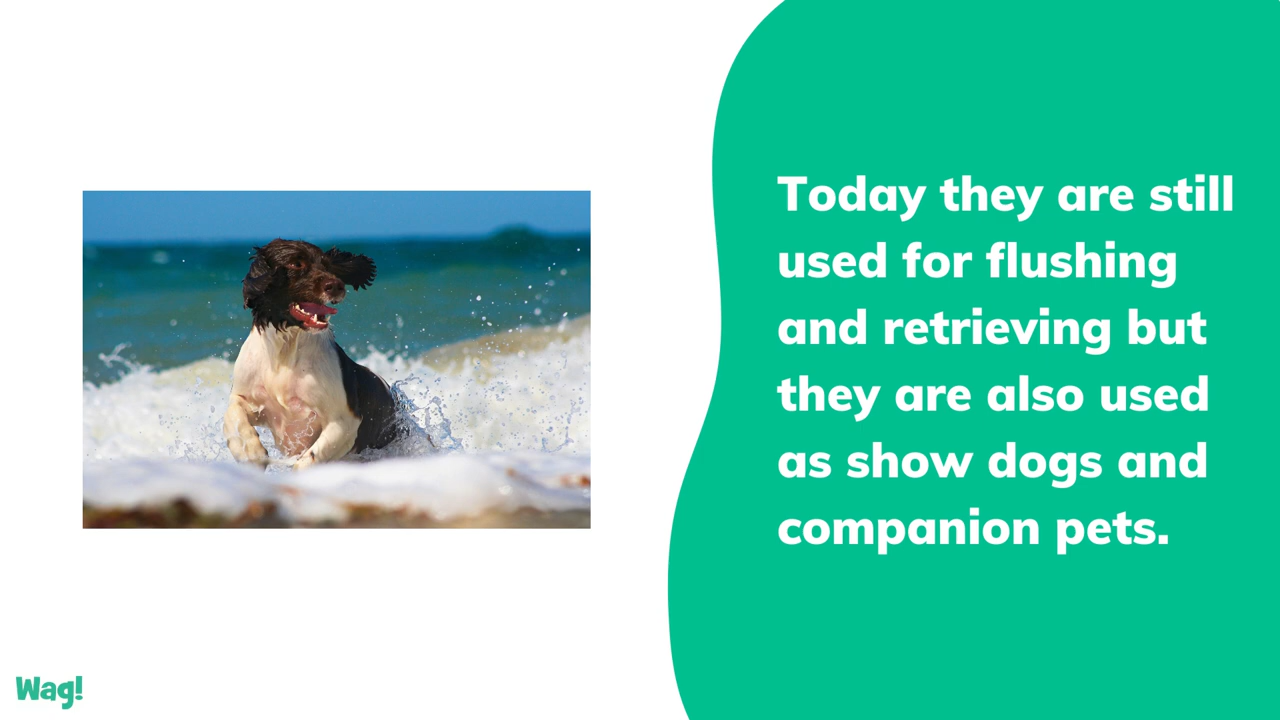 Today they are still
used for flushing
and retrieving but
they are also used
as show dogs and
companion pets.
Wag!